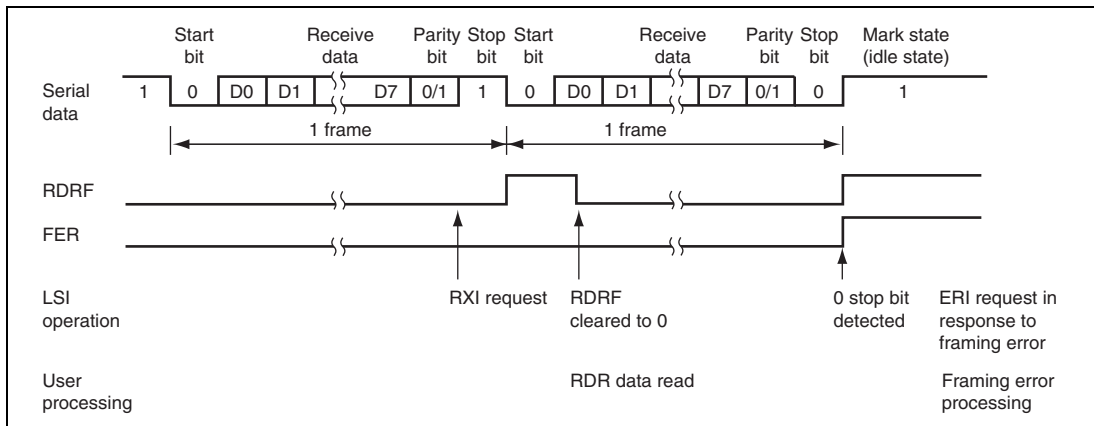 Start bit
Receive data
Parity bit
Stop bit
Start bit
Receive data
Parity bit
Stop bit
Mark state (idle state)
Serial data
1 0 D0 D1 D7 0/1 1 0 D0 D1 D7 0/1 0 1
1 frame 1 frame
RDRF
FER
LSI operation
RXI request
RDRF cleared to 0
0 stop bit detected
ERI request in response to framing error
User processing
RDR data read
Framing error processing